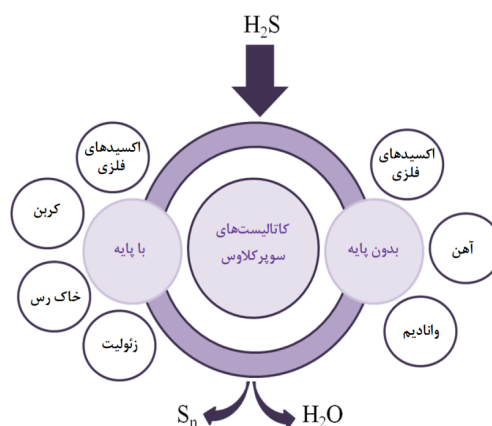 H₂S
اکسیدهای
فلزی
اکسیدهای
فلزی
کربن
کاتالیست‌های
سوپرکلاوس
بدون پایه
با پایه
آهن
خاک رس
وانادیم
زئولیت
Sₙ
H₂O